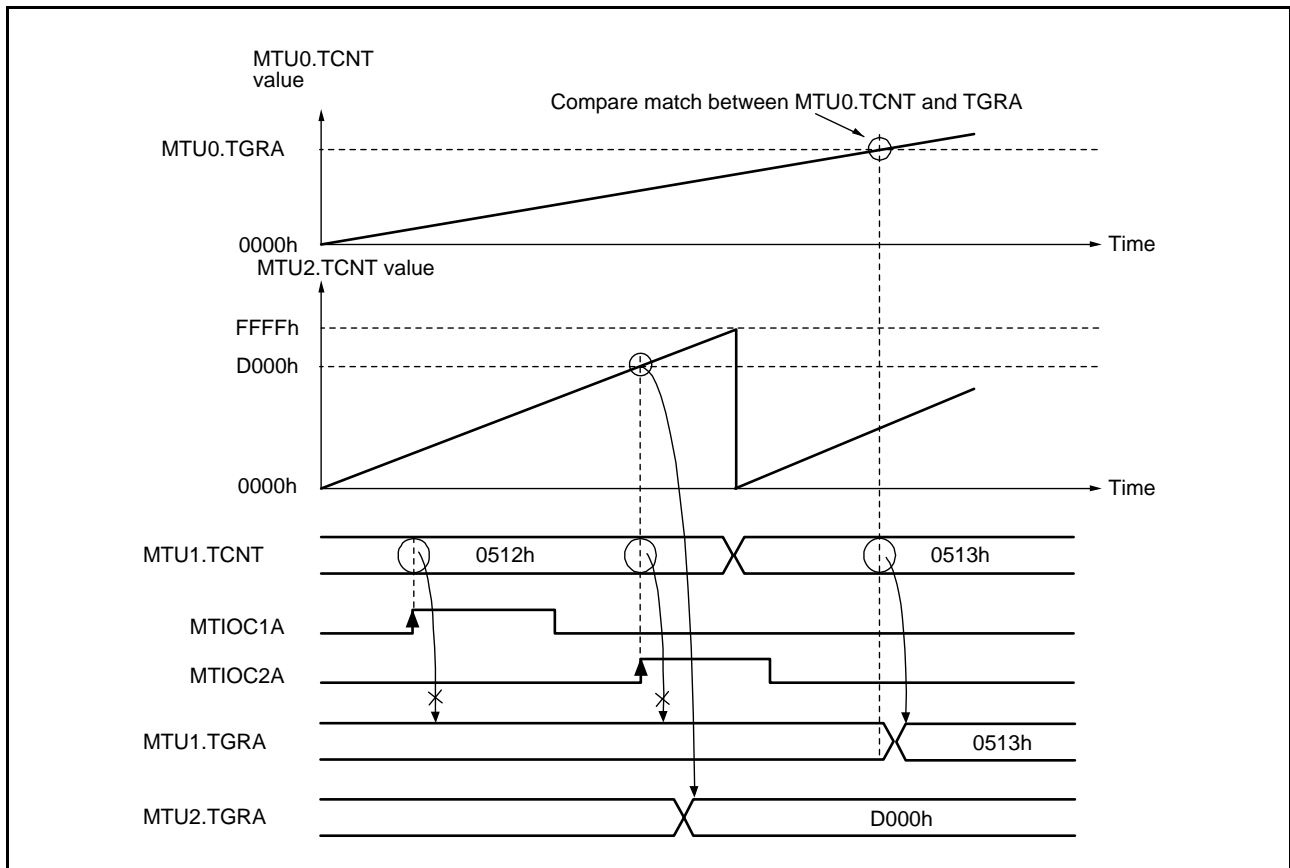 MTU0.TCNT
value
Compare match between MTU0.TCNT and TGRA
MTU0.TGRA
0000h
Time
MTU2.TCNT value
FFFFh
D000h
0000h
Time
MTU1.TCNT
0512h
0513h
MTIOC1A
MTIOC2A
MTU1.TGRA
0513h
MTU2.TGRA
D000h